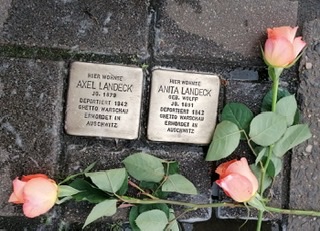 HIER WOHNTE
AXEL LANDECK
JG. 1879
DEPORTIERT 1942
GHETTO WARSCHAU
ERMORDET IN
AUSCHWITZ
HIER WOHNTE
ANITA LANDECK
GEB. WOLFF
JG. 1891
DEPORTIERT 1942
GHETTO WARSCHAU
ERMORDET IN
AUSCHWITZ